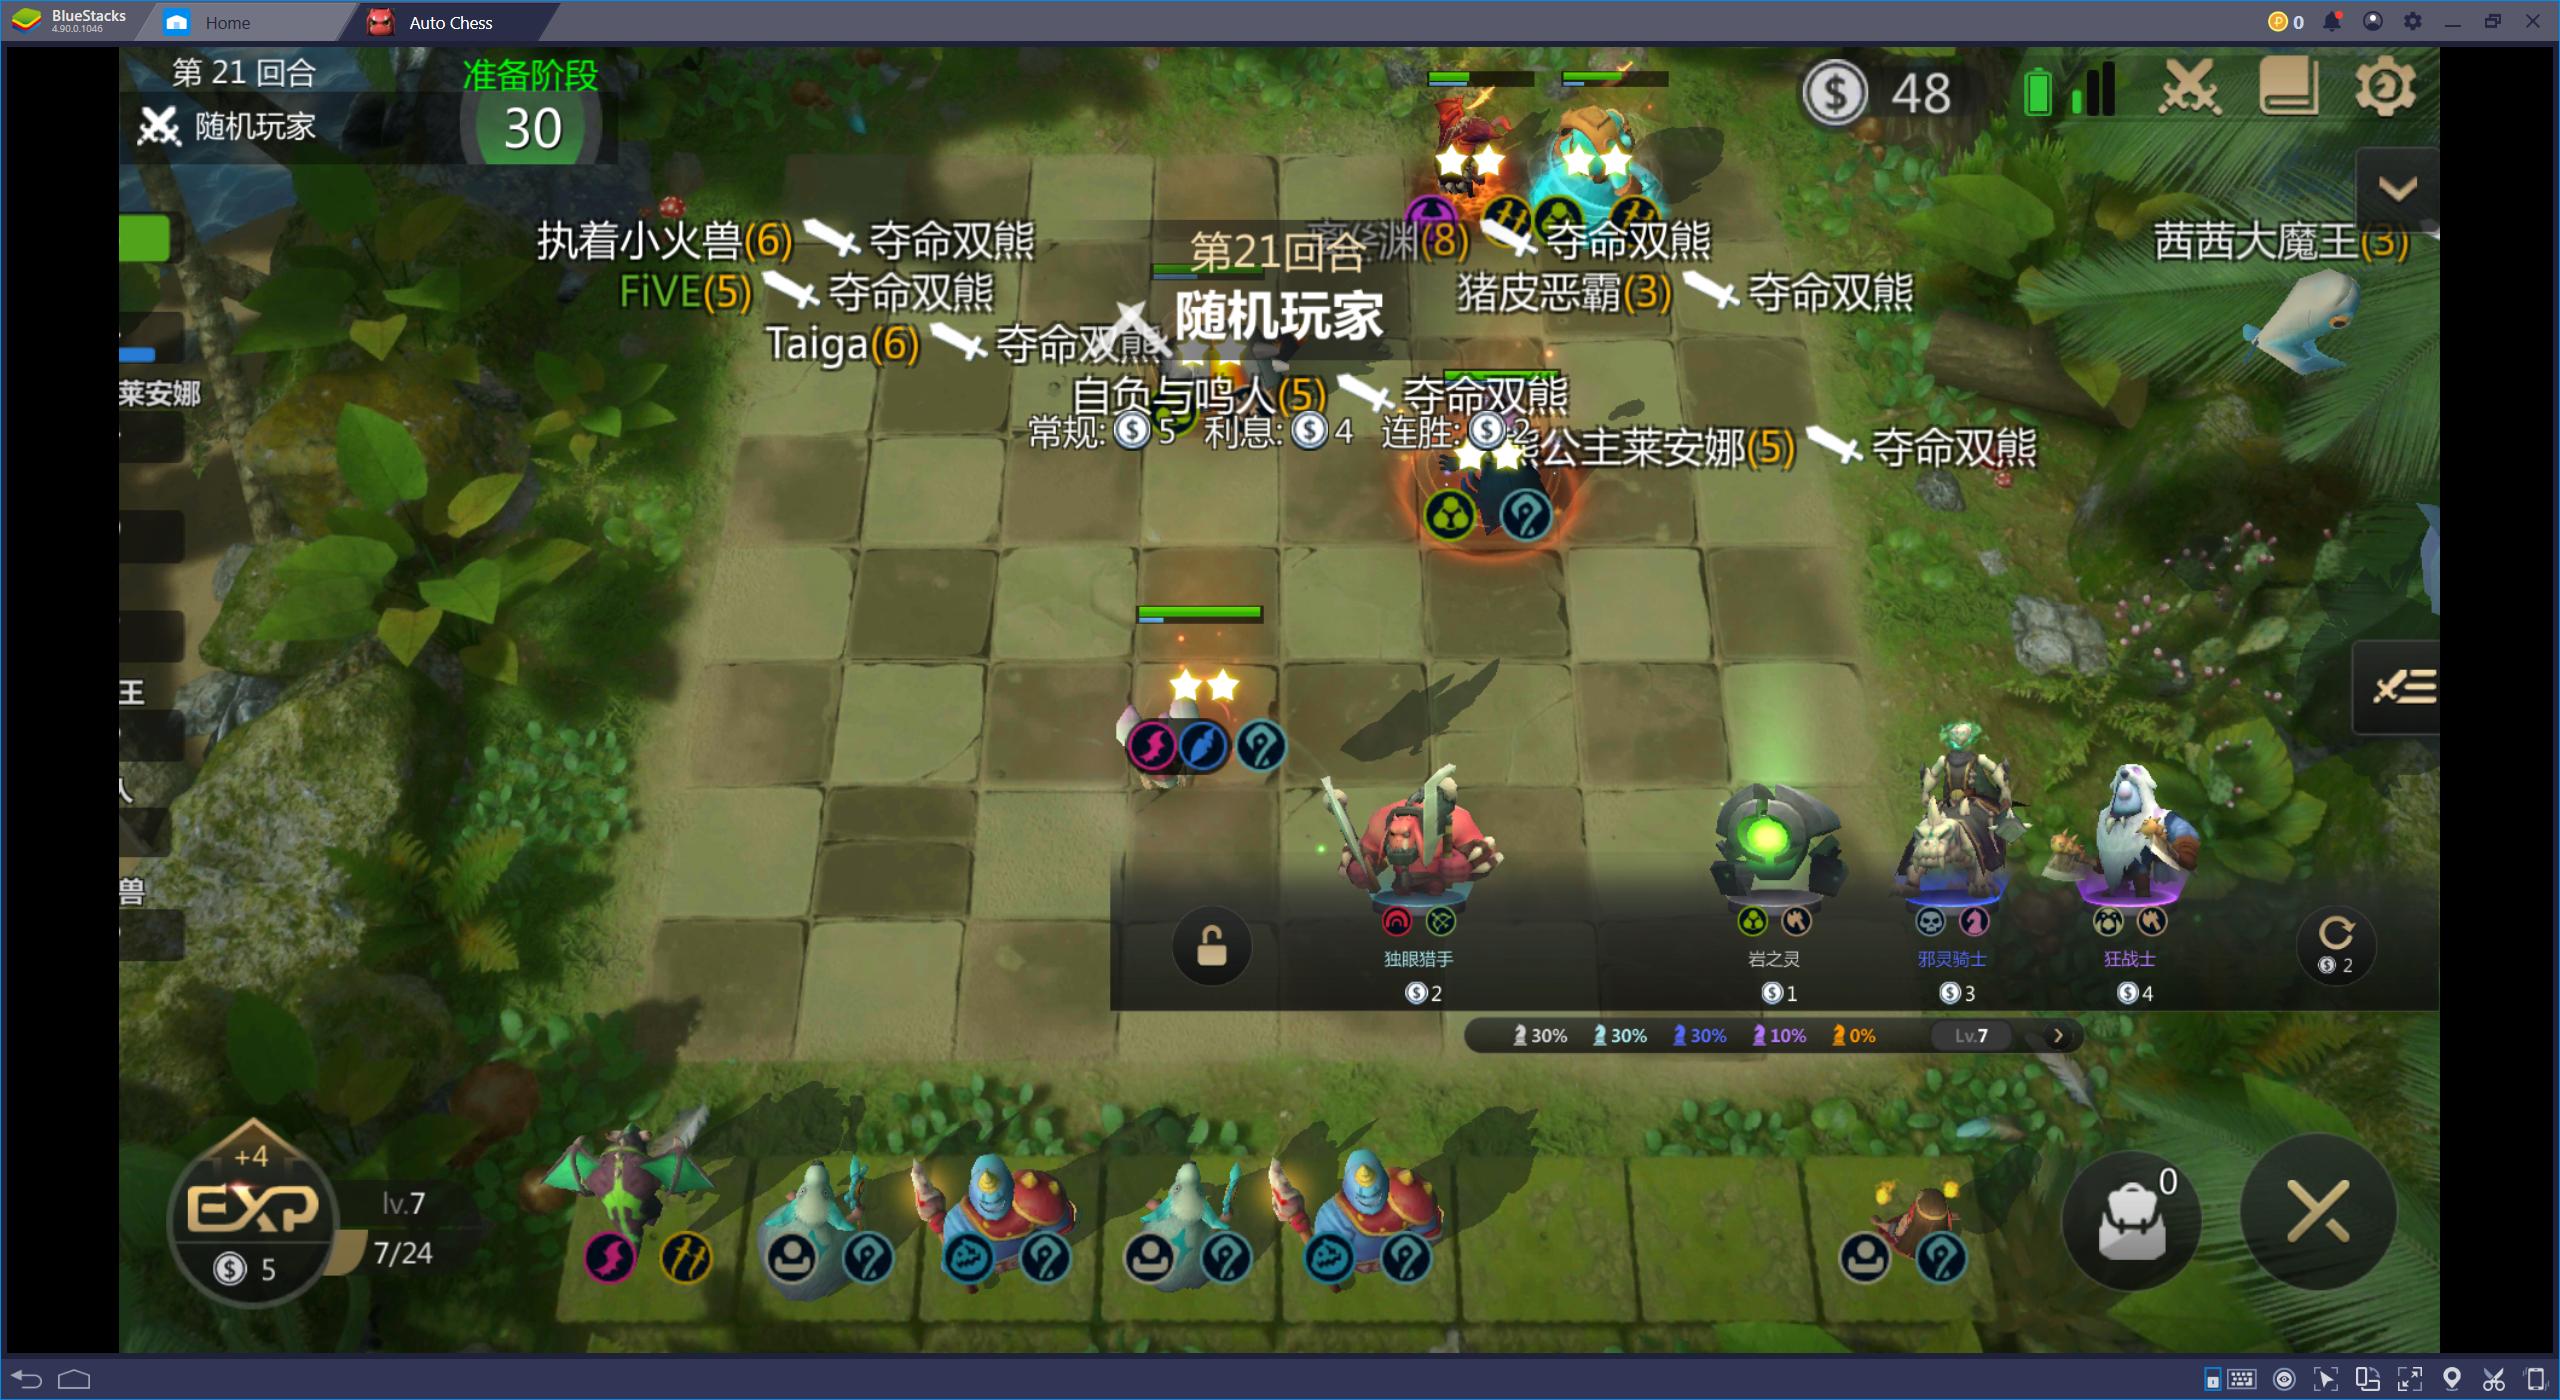 BlueStacks
4.90.0.1046
Home
Auto Chess
0
第 21 回合
准备阶段
随机玩家
30
48
执着小火兽(6) 夺命双熊
渊(8) 夺命双熊
茜茜大魔王(3)
第21回合
FiVE(5) 夺命双熊
猪皮恶霸(3) 夺命双熊
随机玩家
Taiga(6) 夺命双熊
莱安娜
自负与鸣人(5) 夺命双熊
常规: 5 利息: 4 连胜: 2
公主莱安娜(5) 夺命双熊
王
人
兽
独眼猎手
岩之灵
邪灵骑士
狂战士
2
1
3
4
2
30% 30% 30% 10% 0% Lv.7
+4
EXP
5
lv.7
7/24
0